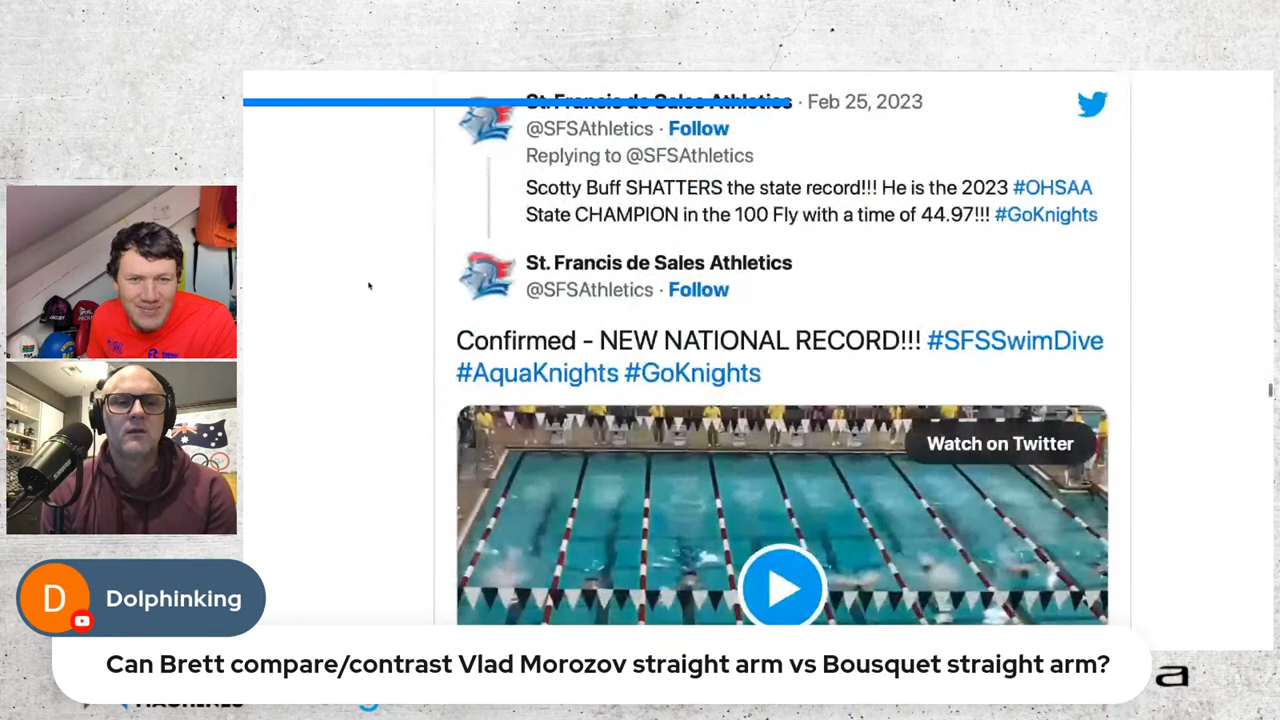 St. Francis de Sales Athletics · Feb 25, 2023
@SFSAthletics · Follow
Replying to @SFSAthletics
Scotty Buff SHATTERS the state record!!! He is the 2023 #OHSAA
State CHAMPION in the 100 Fly with a time of 44.97!!! #GoKnights
St. Francis de Sales Athletics
@SFSAthletics · Follow
Confirmed - NEW NATIONAL RECORD!!! #SFSSwimDive
#AquaKnights #GoKnights
Watch on Twitter
D
Dolphinking
Can Brett compare/contrast Vlad Morozov straight arm vs Bousquet straight arm?
a